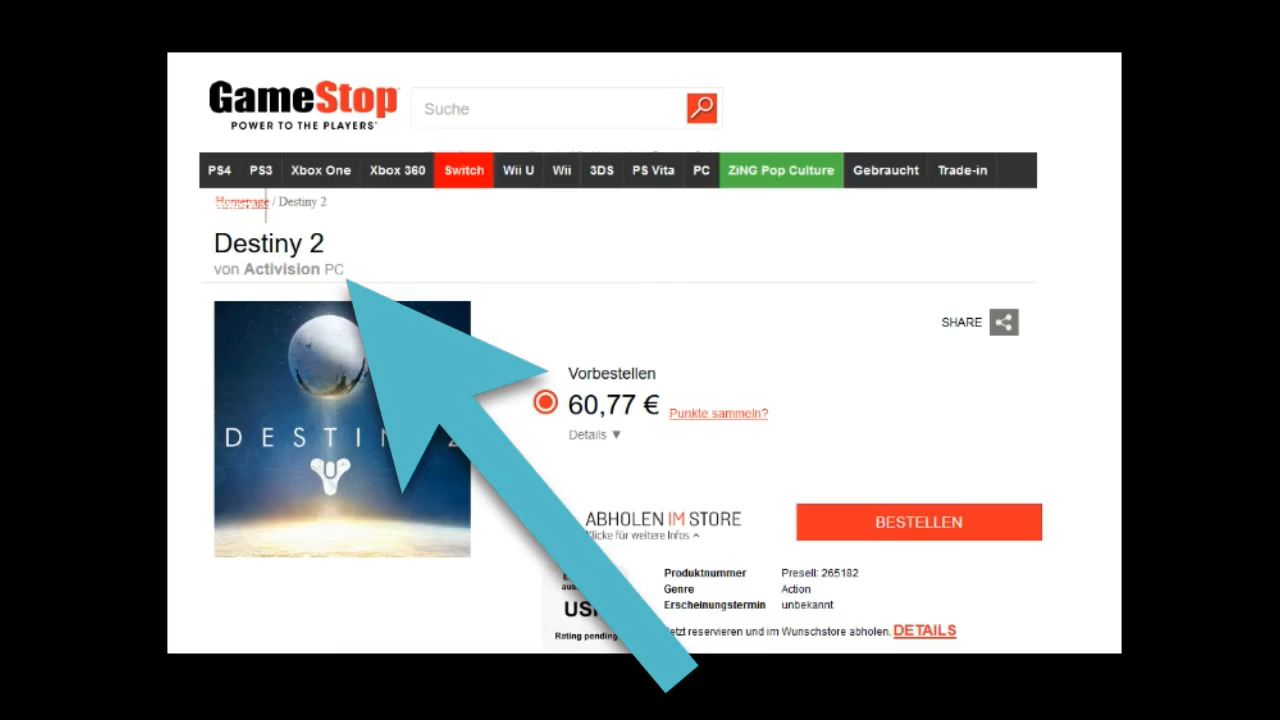 GameStop
POWER TO THE PLAYERS
Suche
PS4 PS3 Xbox One Xbox 360 Switch Wii U Wii 3DS PS Vita PC ZiNG Pop Culture Gebraucht Trade-in
Homepage / Destiny 2
Destiny 2
von Activision PC
SHARE
Vorbestellen
60,77 € Punkte sammeln?
Details ▼
DESTI
ABHOLEN IM STORE
Klicke für weitere Infos
BESTELLEN
Produktnummer Presell: 265182
Genre Action
Erscheinungstermin unbekannt
Rating pending
Jetzt reservieren und im Wunschstore abholen. DETAILS